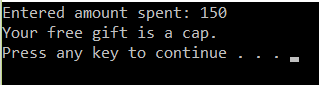 Entered amount spent: 150
Your free gift is a cap.
Press any key to continue . . .